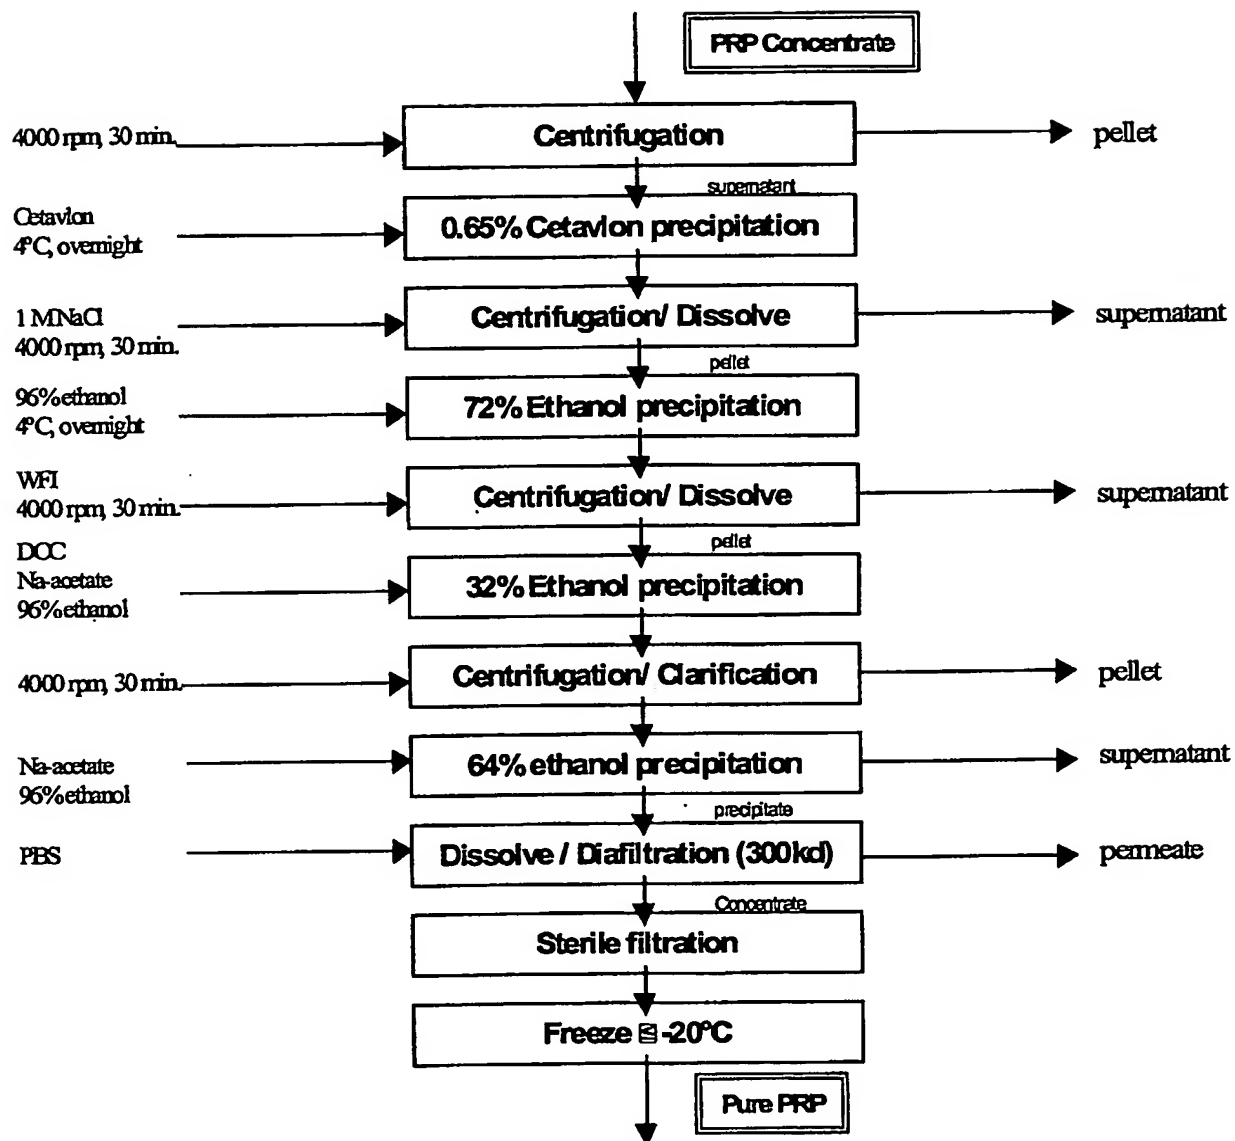 PRP Concentrate
4000 rpm, 30 min.
Centrifugation
pellet
supernatant
Cetavlon
4°C, overnight
0.65% Cetavlon precipitation
1 M NaCl
4000 rpm, 30 min.
Centrifugation/ Dissolve
supernatant
pellet
96% ethanol
4°C, overnight
72% Ethanol precipitation
WFI
4000 rpm, 30 min.
Centrifugation/ Dissolve
supernatant
pellet
DOC
Na-acetate
96% ethanol
32% Ethanol precipitation
4000 rpm, 30 min.
Centrifugation/ Clarification
pellet
Na-acetate
96% ethanol
64% ethanol precipitation
supernatant
precipitate
PBS
Dissolve / Diafiltration (300kd)
permeate
Concentrate
Sterile filtration
Freeze ≤ -20°C
Pure PRP